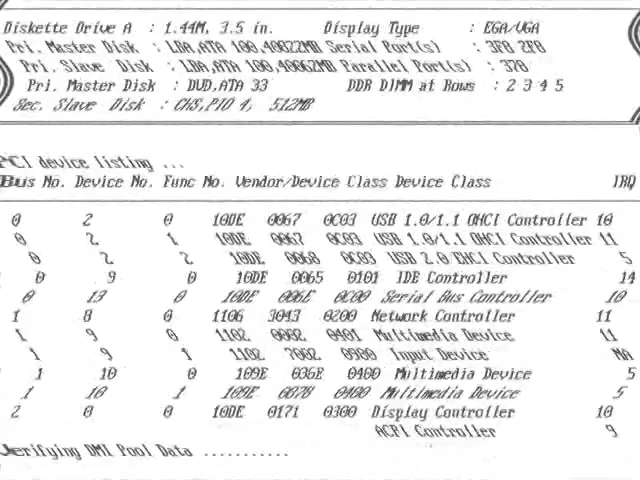 Diskette Drive A : 1.44M, 3.5 in. Display Type : EGA/VGA
Pri. Master Disk : LBA,ATA 100,40022MB Serial Port(s) : 3F8 2F8
Pri. Slave Disk : LBA,ATA 100,40062MB Parallel Port(s) : 378
Pri. Master Disk : DVD,ATA 33 DDR DIMM at Rows : 2 3 4 5
Sec. Slave Disk : CHS,PIO 4, 512MB
PCI device listing ...
Bus No. Device No. Func No. Vendor/Device Class Device Class IRQ
0 2 0 10DE 0067 0C03 USB 1.0/1.1 OHCI Controller 10
0 2 1 10DE 0067 0C03 USB 1.0/1.1 OHCI Controller 11
0 2 2 10DE 0068 0C03 USB 2.0 EHCI Controller 5
0 9 0 10DE 0065 0101 IDE Controller 14
0 13 0 10DE 006E 0C00 Serial Bus Controller 10
1 8 0 1106 3043 0200 Network Controller 11
1 9 0 1102 0002 0401 Multimedia Device 11
1 9 1 1102 7002 0980 Input Device NA
1 10 0 109E 036E 0400 Multimedia Device 5
1 10 1 109E 0878 0480 Multimedia Device 5
2 0 0 10DE 0171 0300 Display Controller 10
ACPI Controller 9
Verifying DMI Pool Data ...........